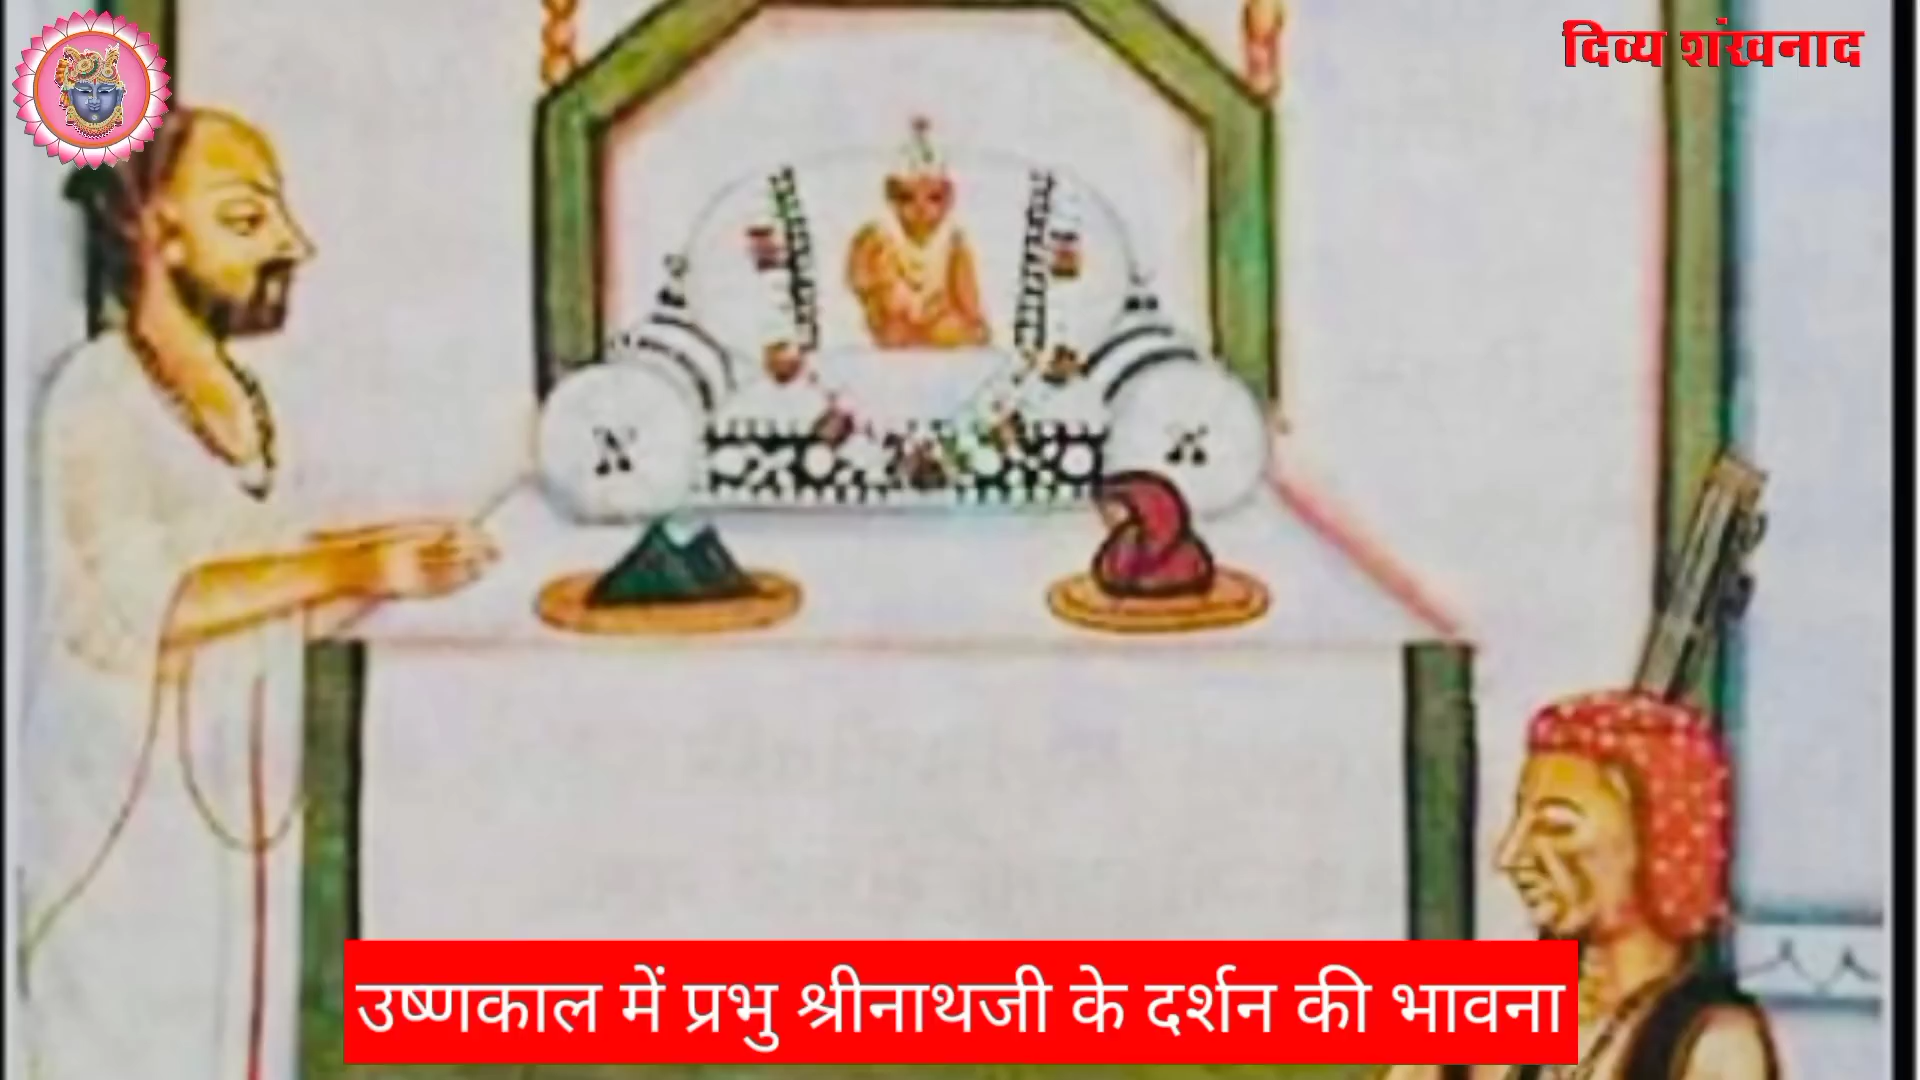 दिव्य शंखनाद
उष्णकाल में प्रभु श्रीनाथजी के दर्शन की भावना